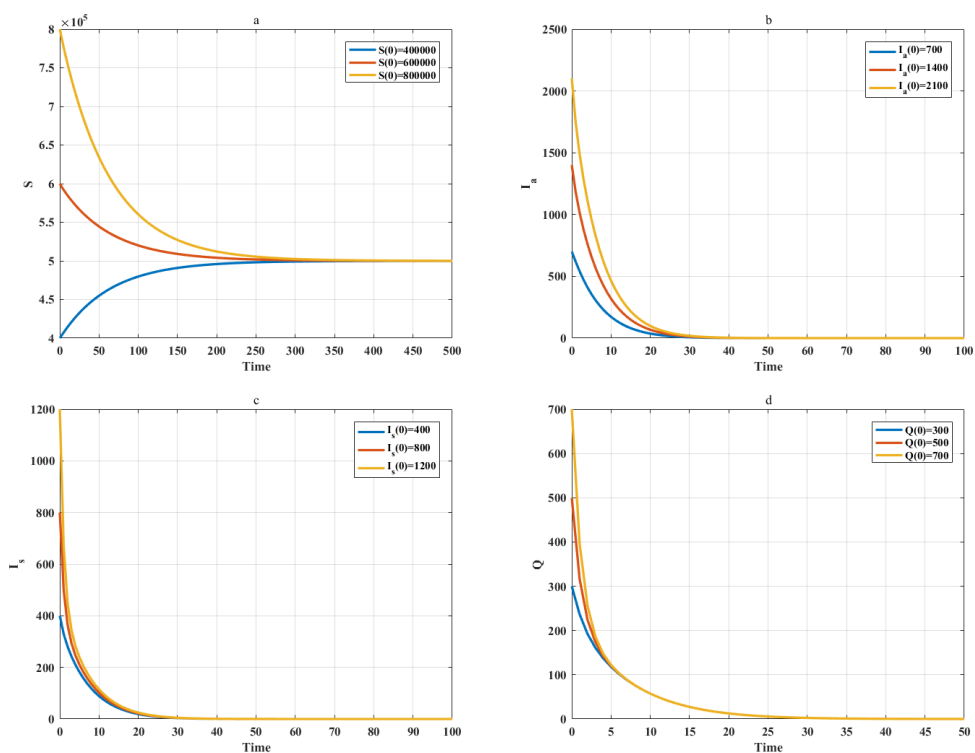 a
×10⁵
8
7.5
7
6.5
6
5.5
5
4.5
4
S
S(0)=400000
S(0)=600000
S(0)=800000
0 50 100 150 200 250 300 350 400 450 500
Time
b
2500
2000
1500
1000
500
0
I_a
I_a(0)=700
I_a(0)=1400
I_a(0)=2100
0 10 20 30 40 50 60 70 80 90 100
Time
c
1200
1000
800
600
400
200
0
I_s
I_s(0)=400
I_s(0)=800
I_s(0)=1200
0 10 20 30 40 50 60 70 80 90 100
Time
d
700
600
500
400
300
200
100
0
Q
Q(0)=300
Q(0)=500
Q(0)=700
0 5 10 15 20 25 30 35 40 45 50
Time